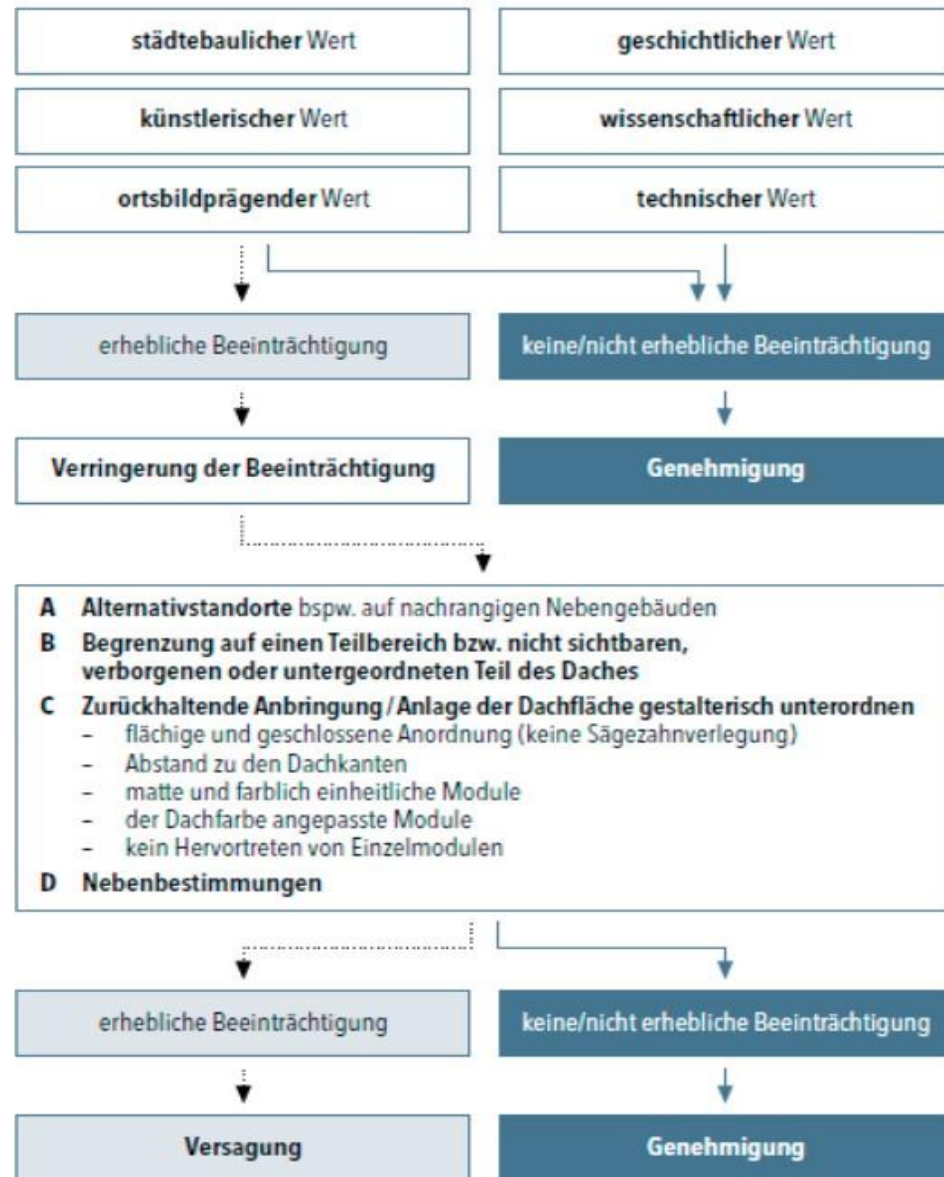 städtebaulicher Wert
geschichtlicher Wert
künstlerischer Wert
wissenschaftlicher Wert
ortsbildprägender Wert
technischer Wert
erhebliche Beeinträchtigung
keine/nicht erhebliche Beeinträchtigung
Verringerung der Beeinträchtigung
Genehmigung
A Alternativstandorte bspw. auf nachrangigen Nebengebäuden
B Begrenzung auf einen Teilbereich bzw. nicht sichtbaren,
verborgenen oder untergeordneten Teil des Daches
C Zurückhaltende Anbringung / Anlage der Dachfläche gestalterisch unterordnen
– flächige und geschlossene Anordnung (keine Sägezahnverlegung)
– Abstand zu den Dachkanten
– matte und farblich einheitliche Module
– der Dachfarbe angepasste Module
– kein Hervortreten von Einzelmodulen
D Nebenbestimmungen
erhebliche Beeinträchtigung
keine/nicht erhebliche Beeinträchtigung
Versagung
Genehmigung